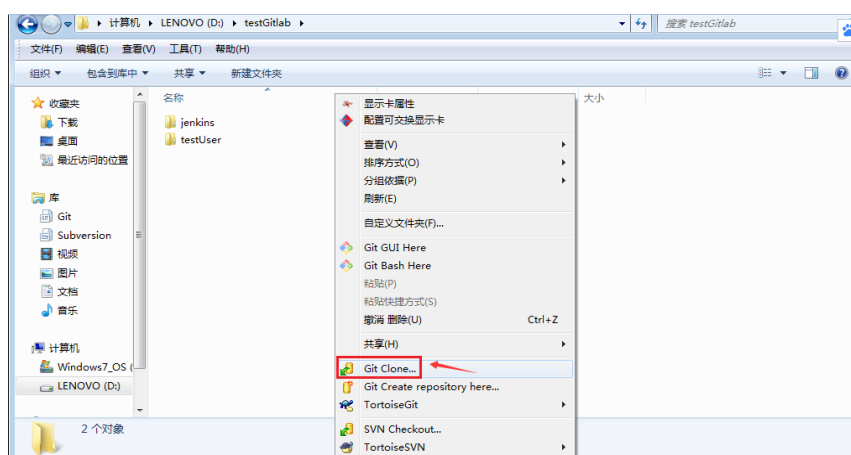 计算机 ▸ LENOVO (D:) ▸ testGitlab ▸
搜索 testGitlab
文件(F) 编辑(E) 查看(V) 工具(T) 帮助(H)
组织 包含到库中 共享 新建文件夹
收藏夹
下载
桌面
最近访问的位置
库
Git
Subversion
视频
图片
文档
音乐
计算机
Windows7_OS (
LENOVO (D:)
名称
大小
jenkins
testUser
显示卡属性
配置可交换显示卡
查看(V)
排序方式(O)
分组依据(P)
刷新(E)
自定义文件夹(F)...
Git GUI Here
Git Bash Here
粘贴(P)
粘贴快捷方式(S)
撤消 删除(U) Ctrl+Z
共享(H)
Git Clone...
Git Create repository here...
TortoiseGit
SVN Checkout...
TortoiseSVN
2 个对象